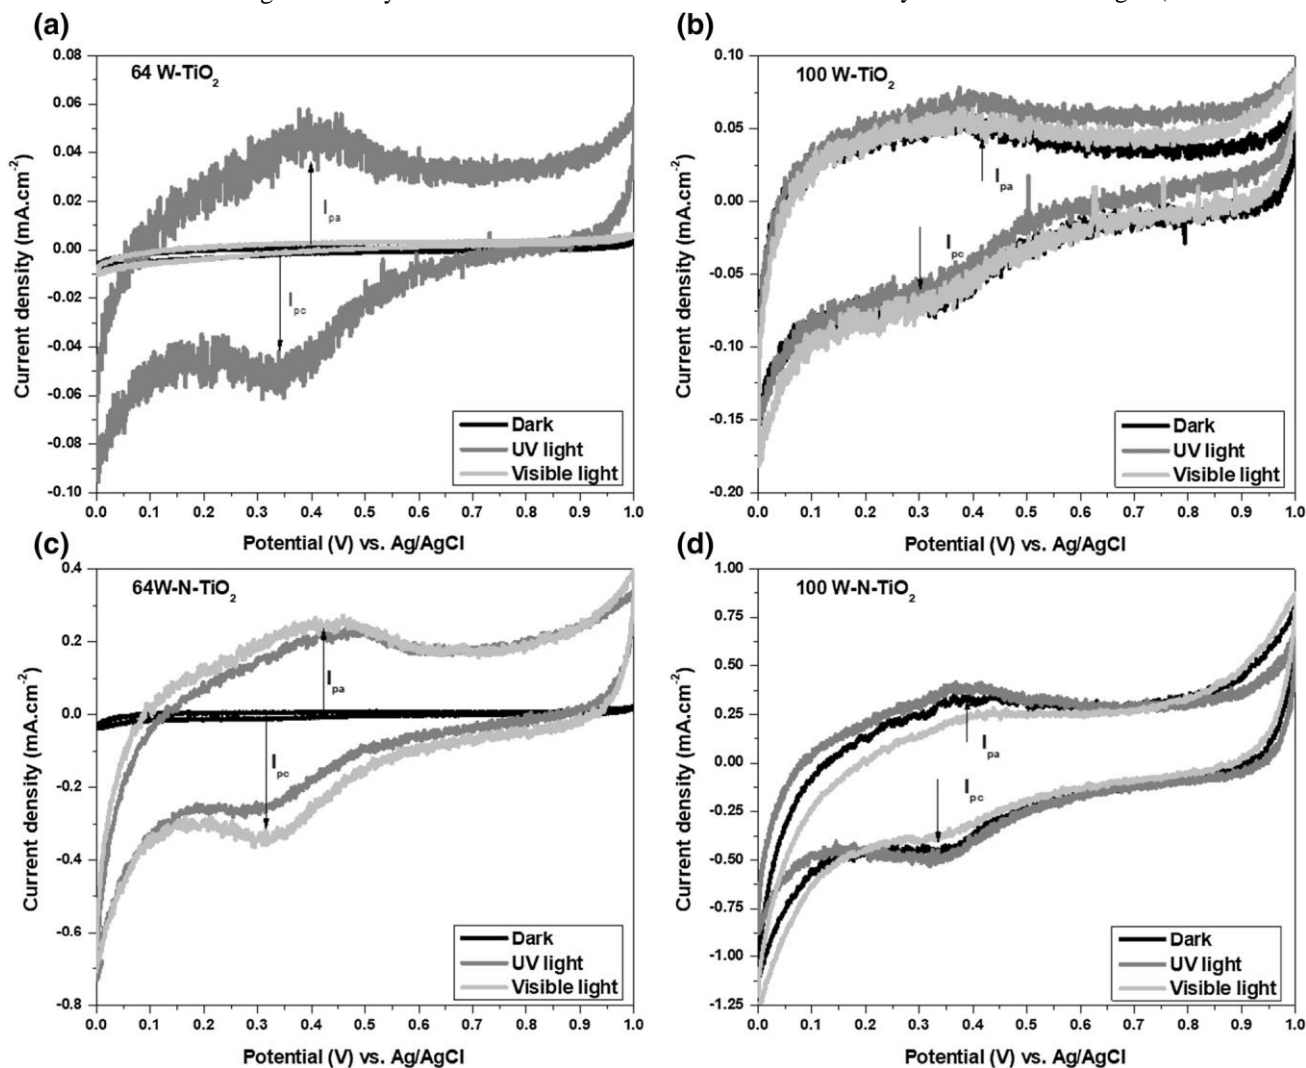 (a)
64 W-TiO2
0.08
0.06
0.04
0.02
0.00
-0.02
-0.04
-0.06
-0.08
-0.10
Current density (mA.cm-2)
Ipa
Ipc
Dark
UV light
Visible light
0.0 0.1 0.2 0.3 0.4 0.5 0.6 0.7 0.8 0.9 1.0
Potential (V) vs. Ag/AgCl
(b)
100 W-TiO2
0.10
0.05
0.00
-0.05
-0.10
-0.15
-0.20
Current density (mA.cm-2)
Ipa
Ipc
Dark
UV light
Visible light
0.0 0.1 0.2 0.3 0.4 0.5 0.6 0.7 0.8 0.9 1.0
Potential (V) vs. Ag/AgCl
(c)
64W-N-TiO2
0.4
0.2
0.0
-0.2
-0.4
-0.6
-0.8
Current density (mA.cm-2)
Ipa
Ipc
Dark
UV light
Visible light
0.0 0.1 0.2 0.3 0.4 0.5 0.6 0.7 0.8 0.9 1.0
Potential (V) vs. Ag/AgCl
(d)
100 W-N-TiO2
1.00
0.75
0.50
0.25
0.00
-0.25
-0.50
-0.75
-1.00
-1.25
Current density (mA.cm-2)
Ipa
Ipc
Dark
UV light
Visible light
0.0 0.1 0.2 0.3 0.4 0.5 0.6 0.7 0.8 0.9 1.0
Potential (V) vs. Ag/AgCl